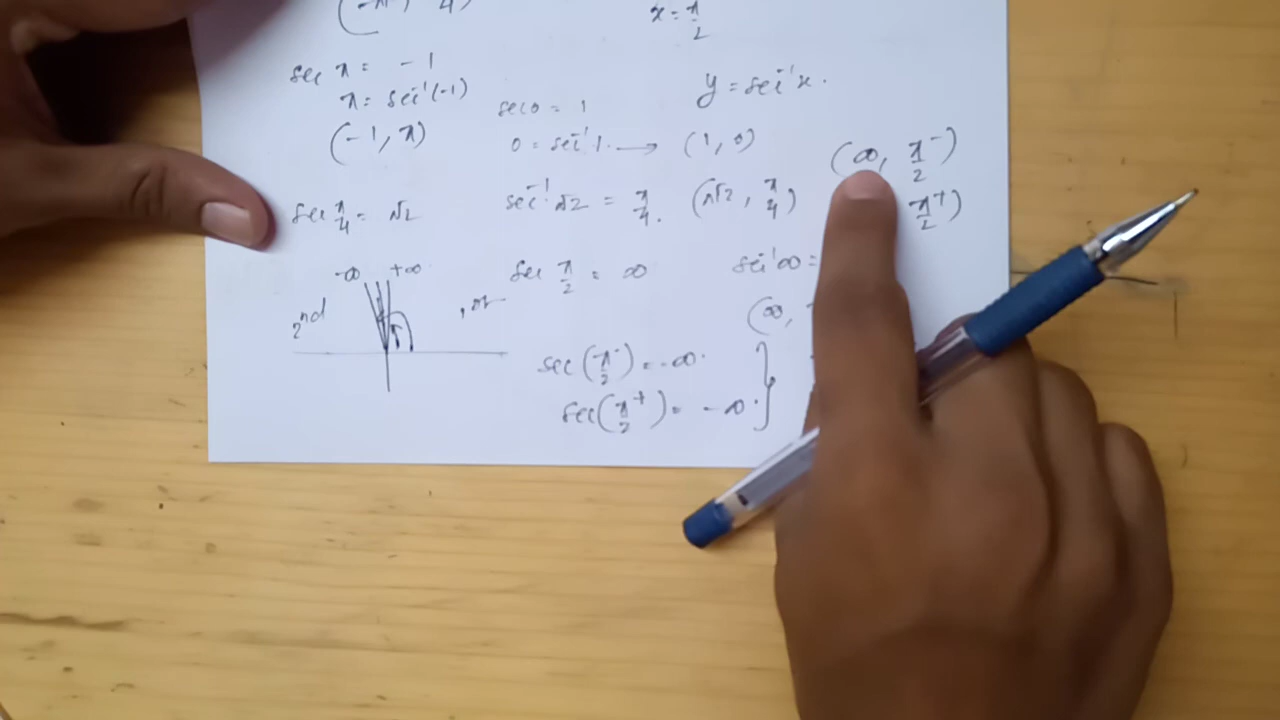 x = π/2
sec π = -1
π = sec⁻¹(-1)
(-1, π)
sec π/4 = √2
-∞ +∞
2nd
sec 0 = 1
0 = sec⁻¹ 1. → (1, 0)
sec⁻¹ √2 = π/4. (√2, π/4)
sec π/2 = ∞
sec(π/2⁻) = -∞.
sec(π/2⁺) = -∞.
y = sec⁻¹x.
(∞, π/2⁻)
π/2⁺)
sec⁻¹∞ =
(∞,